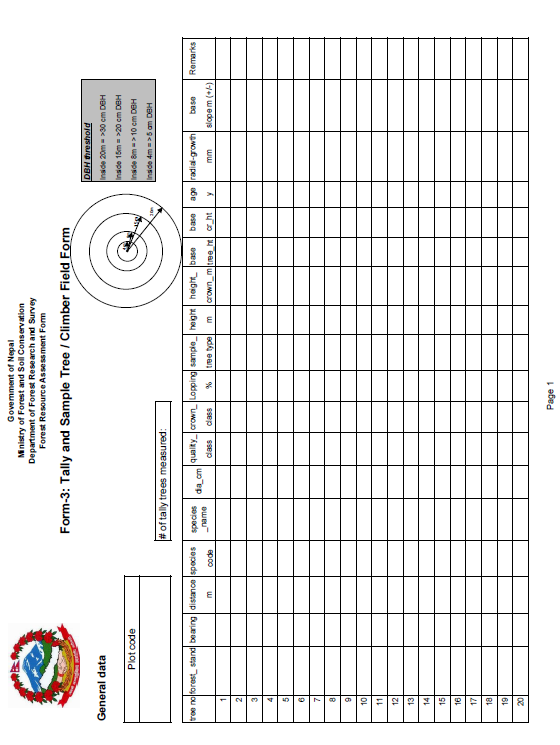 Government of Nepal
Ministry of Forest and Soil Conservation
Department of Forest Research and Survey
Forest Resource Assessment Form
Form-3: Tally and Sample Tree / Climber Field Form
General data
Plot code
# of tally trees measured:
DBH threshold
Inside 20m = >30 cm DBH
Inside 15m = >20 cm DBH
Inside 8m = >10 cm DBH
Inside 4m = >5 cm DBH
tree no forest_ stand bearing distance m species code species _name dia_cm quality_ class crown_ class Lopping % sample_ tree type height m height_ crown_m base tree_ht base cr_ht age y radial-growth mm base slope m (+/-) Remarks
1
2
3
4
5
6
7
8
9
10
11
12
13
14
15
16
17
18
19
20
Page 1